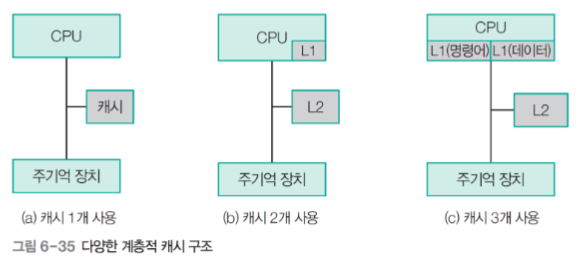 CPU
캐시
주기억 장치
(a) 캐시 1개 사용
CPU
L1
L2
주기억 장치
(b) 캐시 2개 사용
CPU
L1(명령어) L1(데이터)
L2
주기억 장치
(c) 캐시 3개 사용
그림 6-35 다양한 계층적 캐시 구조